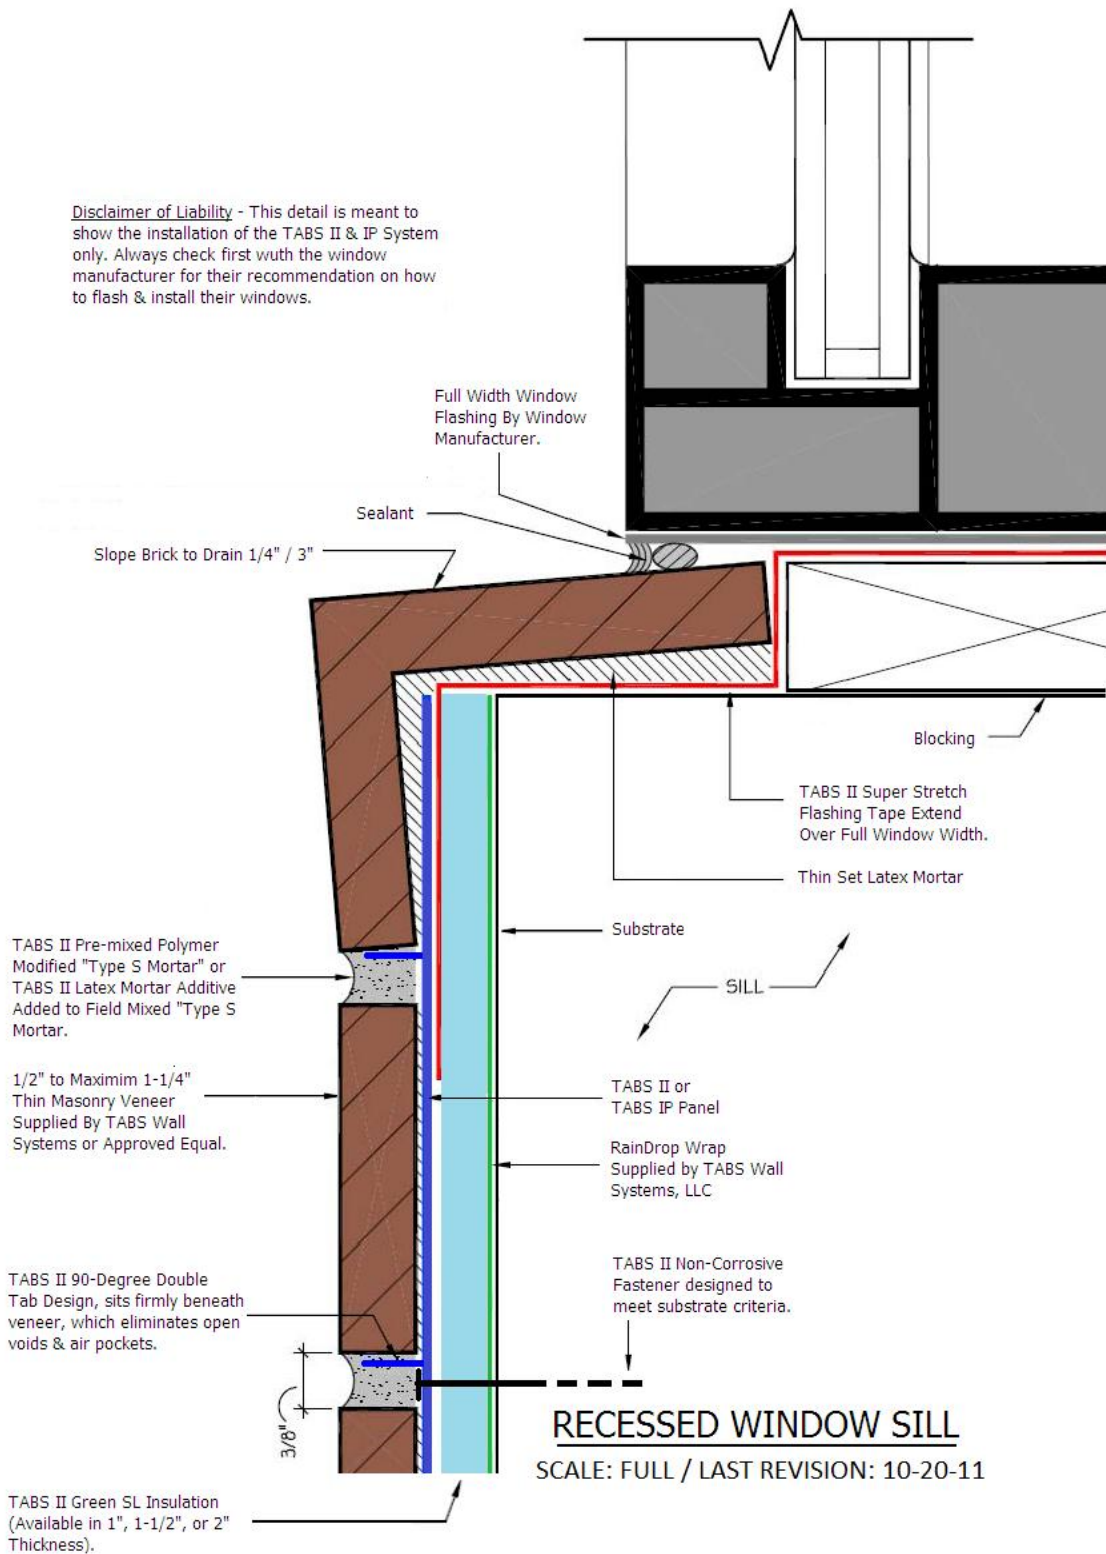 Disclaimer of Liability - This detail is meant to
show the installation of the TABS II & IP System
only. Always check first wuth the window
manufacturer for their recommendation on how
to flash & install their windows.
Full Width Window
Flashing By Window
Manufacturer.
Sealant
Slope Brick to Drain 1/4" / 3"
Blocking
TABS II Super Stretch
Flashing Tape Extend
Over Full Window Width.
Thin Set Latex Mortar
Substrate
TABS II Pre-mixed Polymer
Modified "Type S Mortar" or
TABS II Latex Mortar Additive
Added to Field Mixed "Type S
Mortar.
SILL
1/2" to Maximim 1-1/4"
Thin Masonry Veneer
Supplied By TABS Wall
Systems or Approved Equal.
TABS II or
TABS IP Panel
RainDrop Wrap
Supplied by TABS Wall
Systems, LLC
TABS II Non-Corrosive
Fastener designed to
meet substrate criteria.
TABS II 90-Degree Double
Tab Design, sits firmly beneath
veneer, which eliminates open
voids & air pockets.
3/8"
RECESSED WINDOW SILL
SCALE: FULL / LAST REVISION: 10-20-11
TABS II Green SL Insulation
(Available in 1", 1-1/2", or 2"
Thickness).